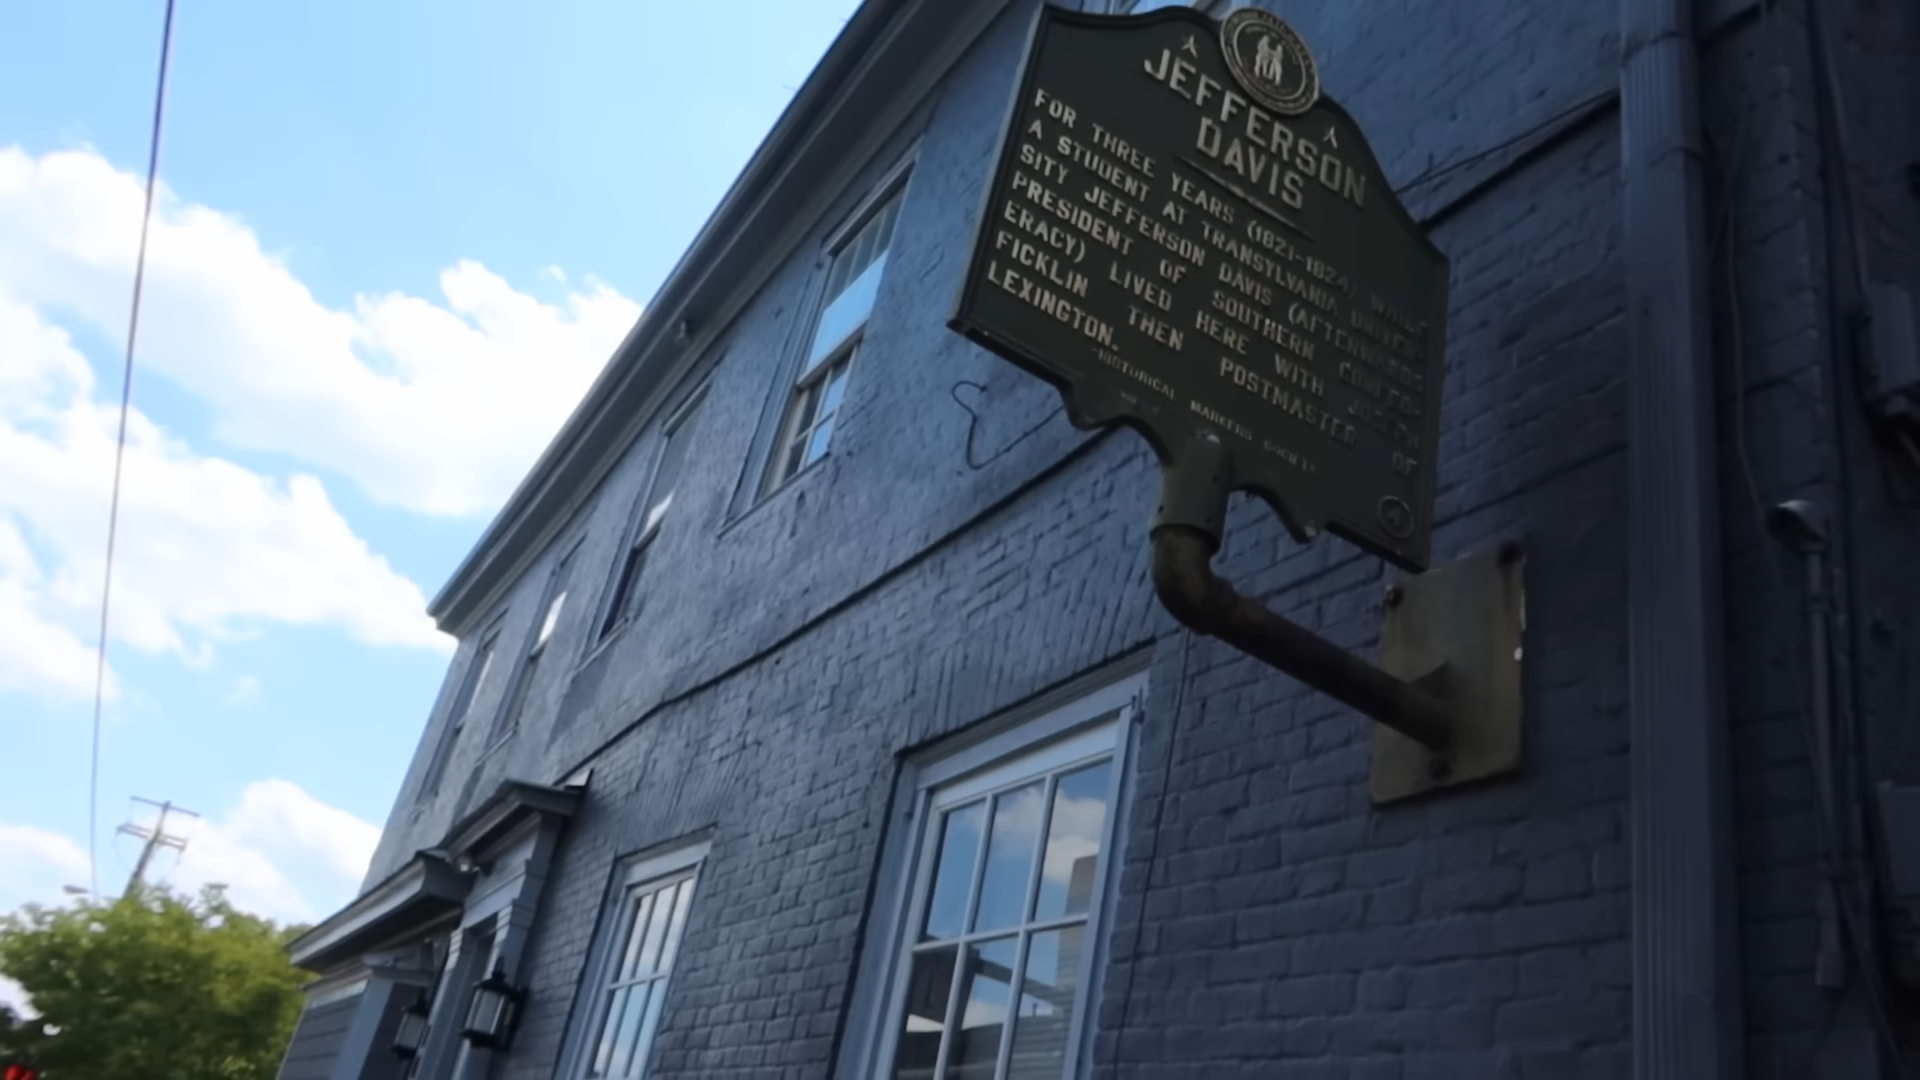 JEFFERSON
DAVIS
FOR THREE YEARS (1821-1824), WHILE
A STUDENT AT TRANSYLVANIA UNIVER-
SITY JEFFERSON DAVIS (AFTERWARDS
PRESIDENT OF SOUTHERN CONFED-
ERACY) LIVED HERE WITH JOSEPH
FICKLIN THEN POSTMASTER OF
LEXINGTON.
-HISTORICAL MARKERS SOCIETY-